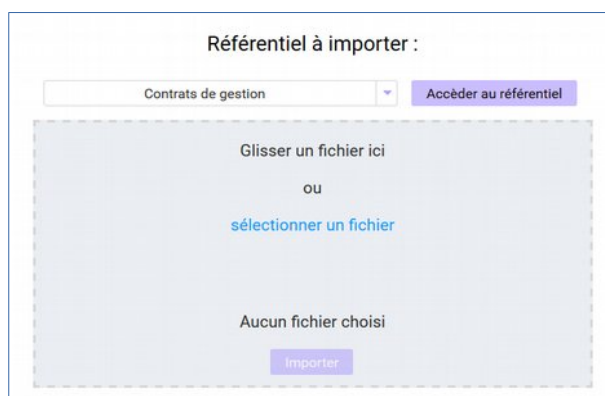 Référentiel à importer :
Contrats de gestion
Accèder au référentiel
Glisser un fichier ici
ou
sélectionner un fichier
Aucun fichier choisi
Importer